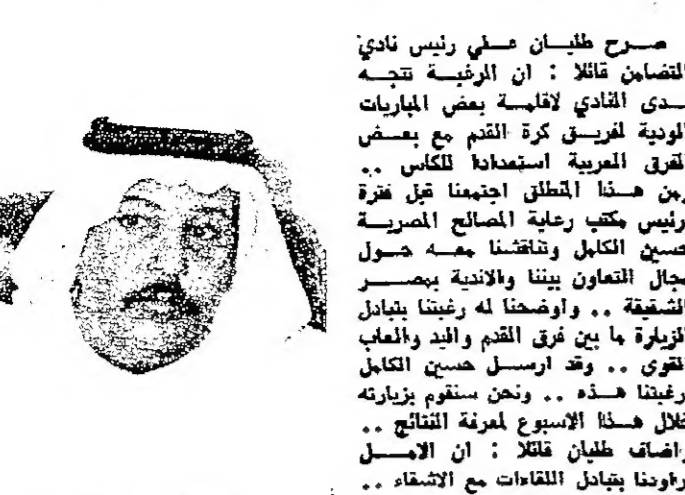 صرح طليان علي رئيس نادي
التضامن قائلا : ان الرغبة تتجه
لدى النادي لاقامة بعض المباريات
الودية لفريق كرة القدم مع بعض
الفرق العربية استعدادا للكاس ..
ومن هذا المنطلق اجتمعنا قبل فترة
برئيس مكتب رعاية المصالح المصرية
حسين الكامل وتناقشنا معه حول
مجال التعاون بيننا والاندية بمصر
الشقيقة .. واوضحنا له رغبتنا بتبادل
الزيارة ما بين فرق القدم واليد والعاب
القوى .. وقد ارسل حسين الكامل
رغبتنا هذه .. ونحن سنقوم بزيارته
خلال هذا الاسبوع لمعرفة النتائج ..
واضاف طليان قائلا : ان الامل
يراودنا بتبادل اللقاءات مع الاشقاء ..